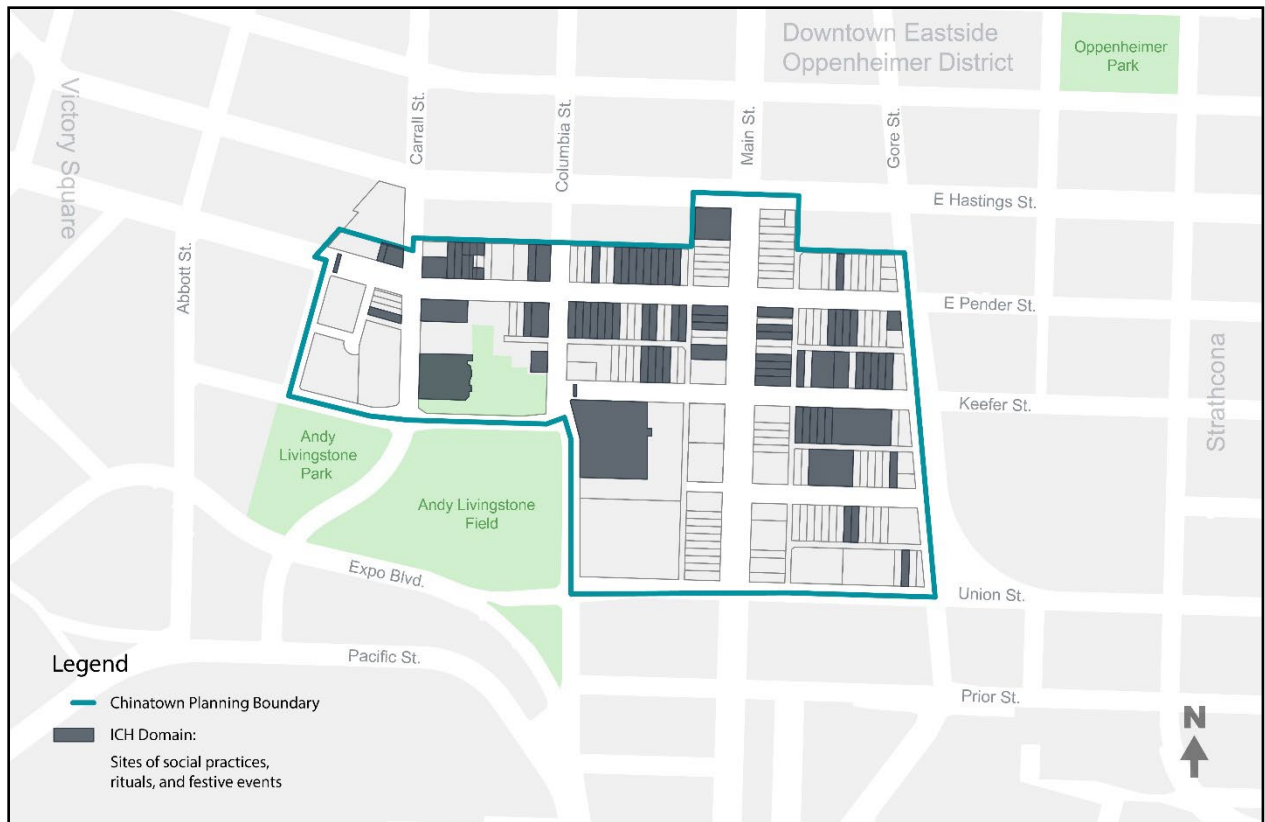 Downtown Eastside
Oppenheimer District
Oppenheimer
Park
Victory Square
Carrall St.
Columbia St.
Main St.
Gore St.
E Hastings St.
Abbott St.
E Pender St.
Strathcona
Keefer St.
Andy
Livingstone
Park
Andy Livingstone
Field
Expo Blvd.
Union St.
Pacific St.
Prior St.
Legend
Chinatown Planning Boundary
ICH Domain:
Sites of social practices,
rituals, and festive events
N